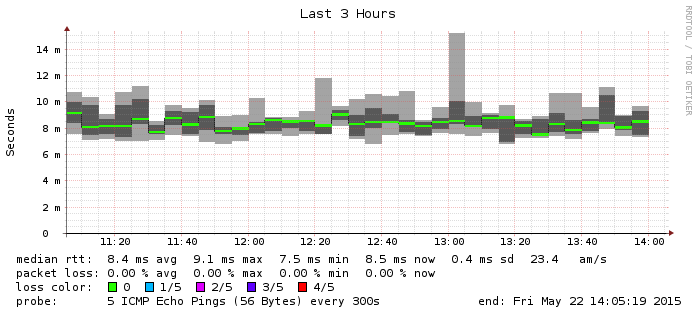 Last 3 Hours
RRDTOOL / TOBI OETIKER
Seconds
14 m
12 m
10 m
8 m
6 m
4 m
2 m
0
11:20 11:40 12:00 12:20 12:40 13:00 13:20 13:40 14:00
median rtt: 8.4 ms avg 9.1 ms max 7.5 ms min 8.5 ms now 0.4 ms sd 23.4 am/s
packet loss: 0.00 % avg 0.00 % max 0.00 % min 0.00 % now
loss color: 0 1/5 2/5 3/5 4/5
probe: 5 ICMP Echo Pings (56 Bytes) every 300s end: Fri May 22 14:05:19 2015